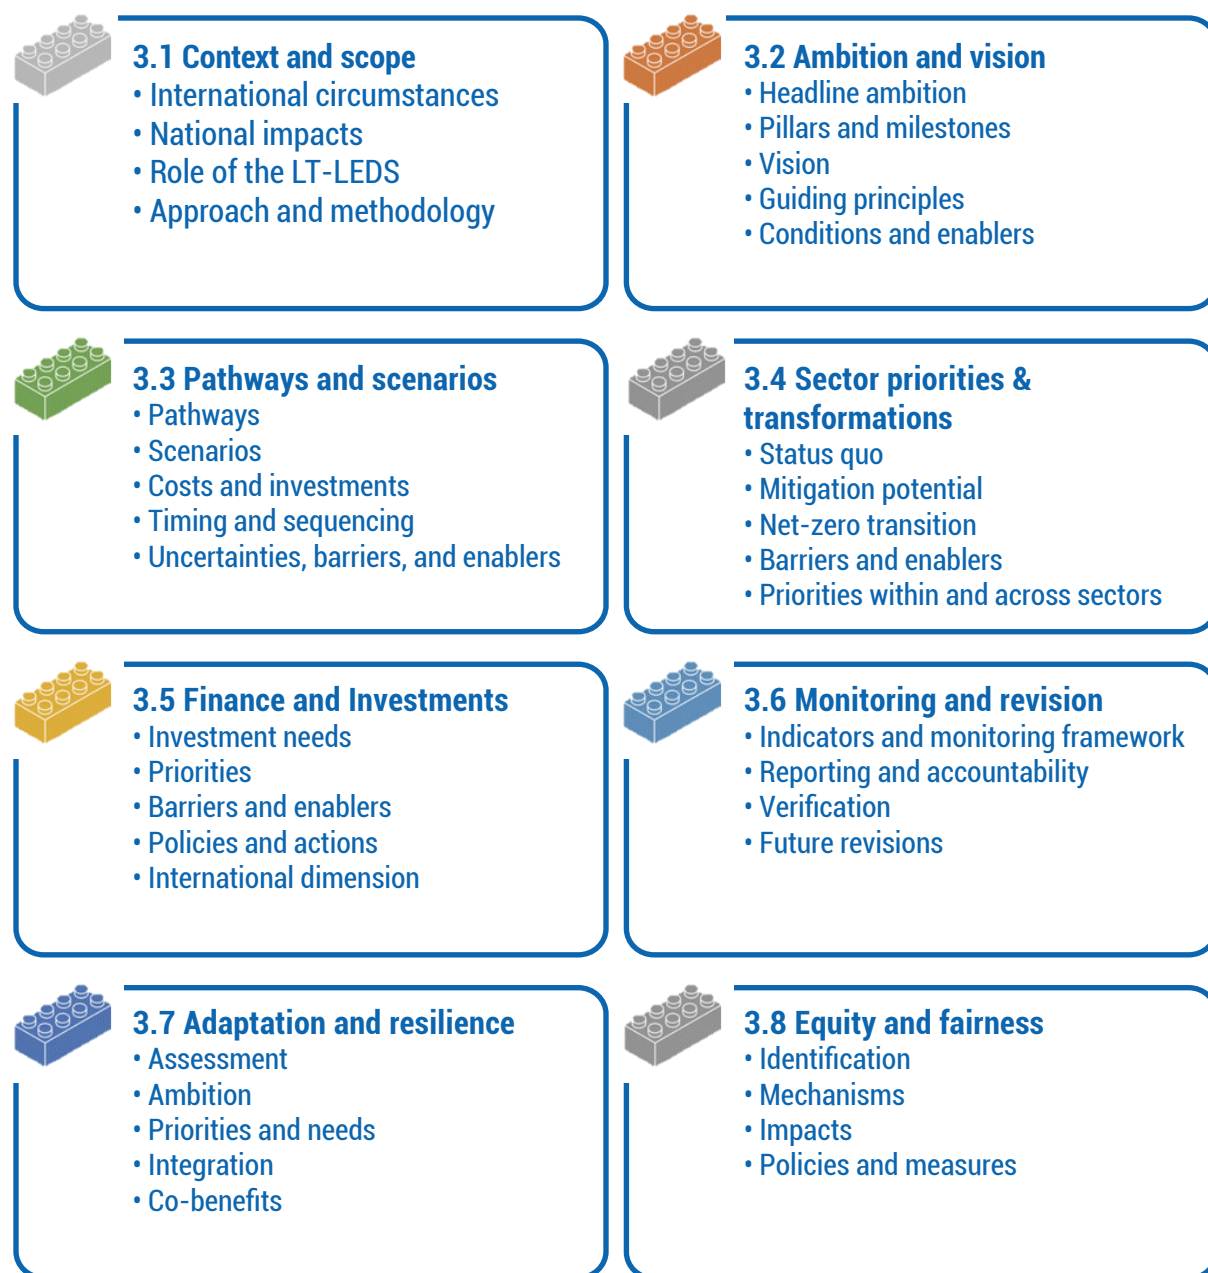 3.1 Context and scope
• International circumstances
• National impacts
• Role of the LT-LEDS
• Approach and methodology
3.2 Ambition and vision
• Headline ambition
• Pillars and milestones
• Vision
• Guiding principles
• Conditions and enablers
3.3 Pathways and scenarios
• Pathways
• Scenarios
• Costs and investments
• Timing and sequencing
• Uncertainties, barriers, and enablers
3.4 Sector priorities &
transformations
• Status quo
• Mitigation potential
• Net-zero transition
• Barriers and enablers
• Priorities within and across sectors
3.5 Finance and Investments
• Investment needs
• Priorities
• Barriers and enablers
• Policies and actions
• International dimension
3.6 Monitoring and revision
• Indicators and monitoring framework
• Reporting and accountability
• Verification
• Future revisions
3.7 Adaptation and resilience
• Assessment
• Ambition
• Priorities and needs
• Integration
• Co-benefits
3.8 Equity and fairness
• Identification
• Mechanisms
• Impacts
• Policies and measures